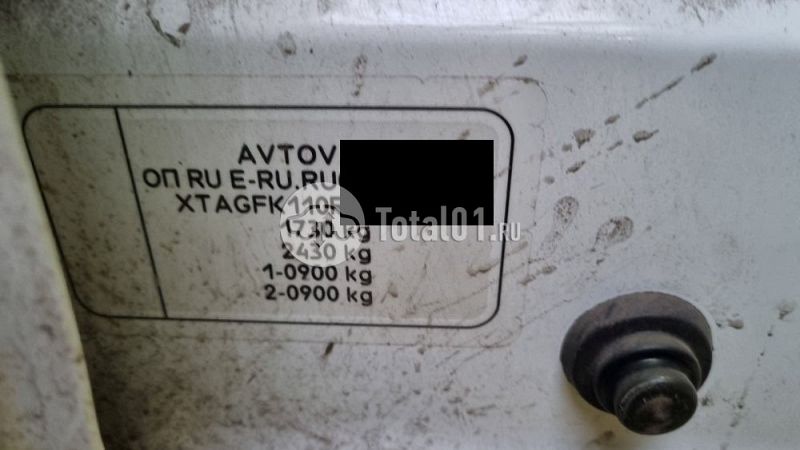 AVTOV
ОП RU E-RU.RU
XTAGFK110
1730 kg
2430 kg
1-0900 kg
2-0900 kg
Total01.ru